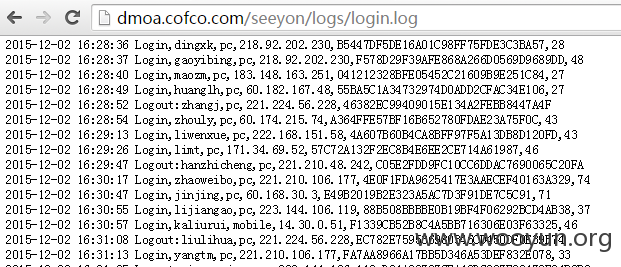 dmoa.cofco.com/seeyon/logs/login.log
2015-12-02 16:28:36 Login,dingxk,pc,218.92.202.230,B5447DF5DE16A01C98FF75FDE3C3BA57,28
2015-12-02 16:28:37 Login,gaoyibing,pc,218.92.202.230,F578D29F39AFE868A266D0569D9689DD,48
2015-12-02 16:28:40 Login,maozm,pc,183.148.163.251,041212328BFE05452C21609B9E251C84,27
2015-12-02 16:28:49 Login,huanglh,pc,60.182.167.48,55BA5C1A34732974D0ADD2CFAC34E106,27
2015-12-02 16:28:52 Logout:zhangj,pc,221.224.56.228,46382EC99409015E134A2FEBB8447A4F
2015-12-02 16:28:54 Login,zhouly,pc,60.174.215.74,A364FFE57BF16B652780FDAE23A75F0C,43
2015-12-02 16:29:13 Login,liwenxue,pc,222.168.151.58,4A607B60B4CA8BFF97F5A13DB8D120FD,43
2015-12-02 16:29:26 Login,limt,pc,171.34.69.52,57C72A132F2EC8B4E6EE2CE714A61987,46
2015-12-02 16:29:47 Logout:hanzhicheng,pc,221.210.48.242,C05E2FDD9FC10CC6DDAC7690065C20FA
2015-12-02 16:30:17 Login,zhaoweibo,pc,221.210.106.177,4E0F1FDA9625417E3AAECEF40163A329,74
2015-12-02 16:30:47 Login,jinjing,pc,60.168.30.3,E49B2019B2E323A5AC7D3F91DE7C5C91,71
2015-12-02 16:30:55 Login,lijiangao,pc,223.144.106.119,88B508BBBBE0B19BF4F06292BCD4AB38,37
2015-12-02 16:30:57 Login,kaliurui,mobile,14.30.0.51,F1339CB52B8C4A5BB716306E03F63325,46
2015-12-02 16:31:08 Logout:liulihua,pc,221.224.56.228,EC782E759
2015-12-02 16:31:13 Login,yangtm,pc,221.210.106.177,FA7AA8966A17BB5D346A53DEF832E078,33
www.wooyun.org